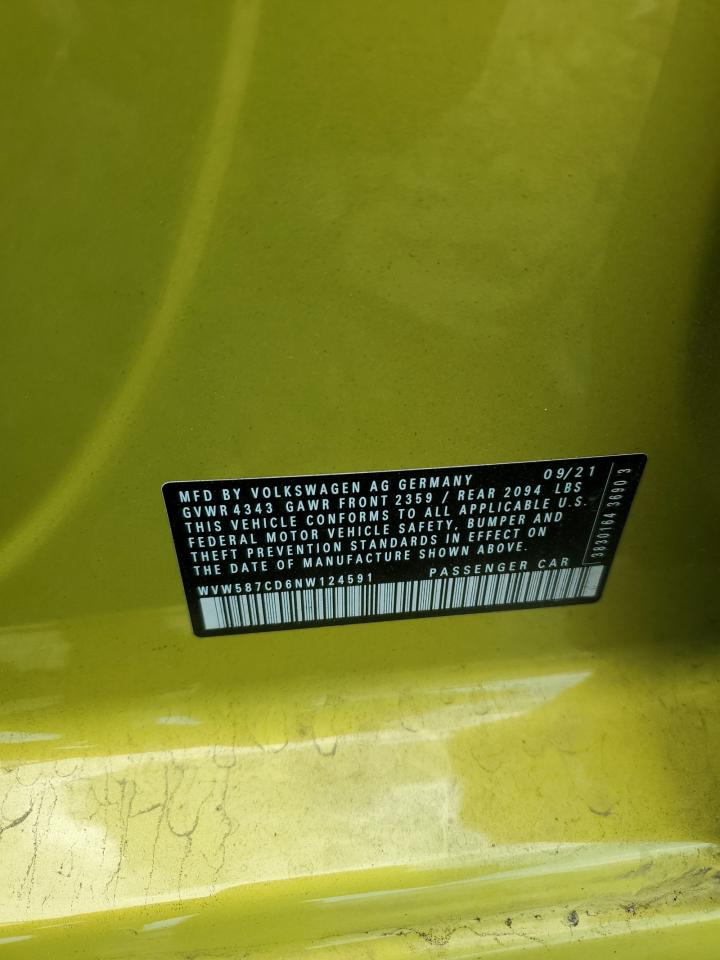 MFD BY VOLKSWAGEN AG GERMANY 09/21
GVWR 4343 GAWR FRONT 2359 / REAR 2094 LBS
THIS VEHICLE CONFORMS TO ALL APPLICABLE U.S.
FEDERAL MOTOR VEHICLE SAFETY, BUMPER AND
THEFT PREVENTION STANDARDS IN EFFECT ON
THE DATE OF MANUFACTURE SHOWN ABOVE.
WVW587CD6NW124591 PASSENGER CAR
3830164 3690 3